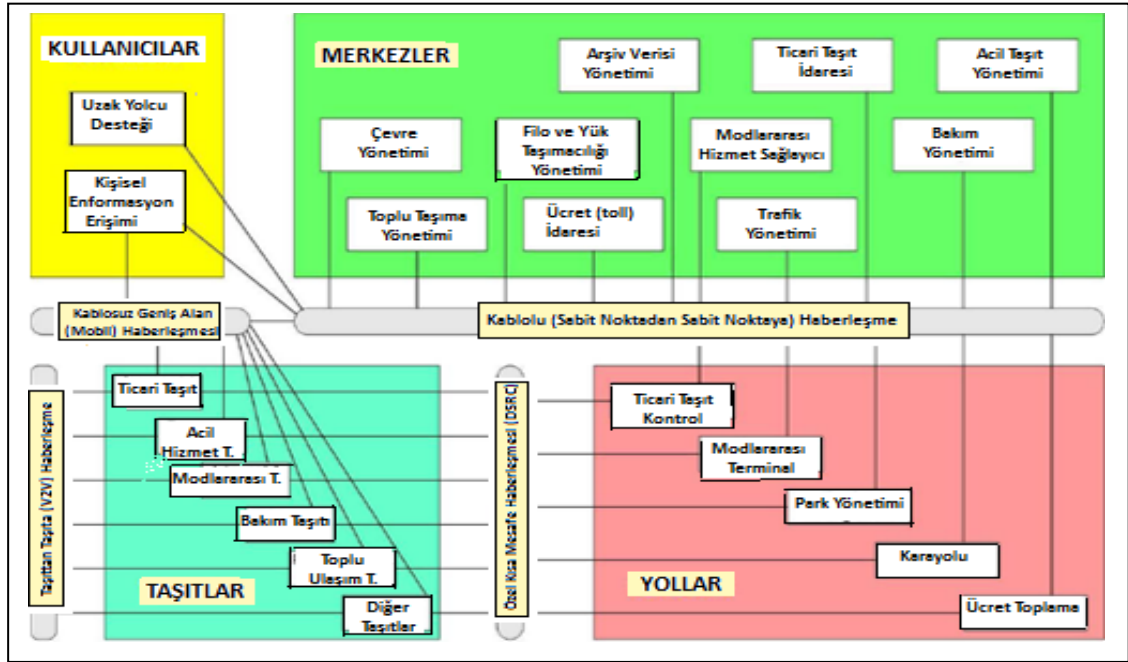 KULLANICILAR
Uzak Yolcu
Desteği
Kişisel
Enformasyon
Erişimi
MERKEZLER
Arşiv Verisi
Yönetimi
Ticari Taşıt
İdaresi
Acil Taşıt
Yönetimi
Çevre
Yönetimi
Filo ve Yük
Taşımacılığı
Yönetimi
Modlararası
Hizmet Sağlayıcı
Bakım
Yönetimi
Toplu Taşıma
Yönetimi
Ücret (toll)
İdaresi
Trafik
Yönetimi
Kablosuz Geniş Alan
(Mobil) Haberleşmesi
Kablolu (Sabit Noktadan Sabit Noktaya) Haberleşme
Taşıttan Taşıta (V2V) Haberleşme
Ticari Taşıt
Acil
Hizmet T.
Modlararası T.
Bakım Taşıtı
Toplu
Ulaşım T.
Diğer
Taşıtlar
TAŞITLAR
Özel Kısa Mesafe Haberleşmesi (DSRC)
Ticari Taşıt
Kontrol
Modlararası
Terminal
Park Yönetimi
Karayolu
Ücret Toplama
YOLLAR